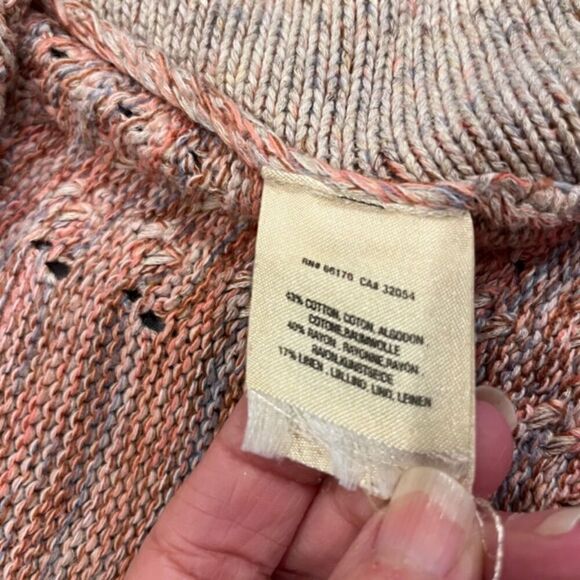 RN# 66170 CA# 32054
43% COTTON, COTON, ALGODON
COTONE,BAUMWOLLE
40% RAYON , RAYONNE,RAYON ,
RAION,KUNSTSEIDE
17% LINEN , LIN,LINO, LINO, LEINEN